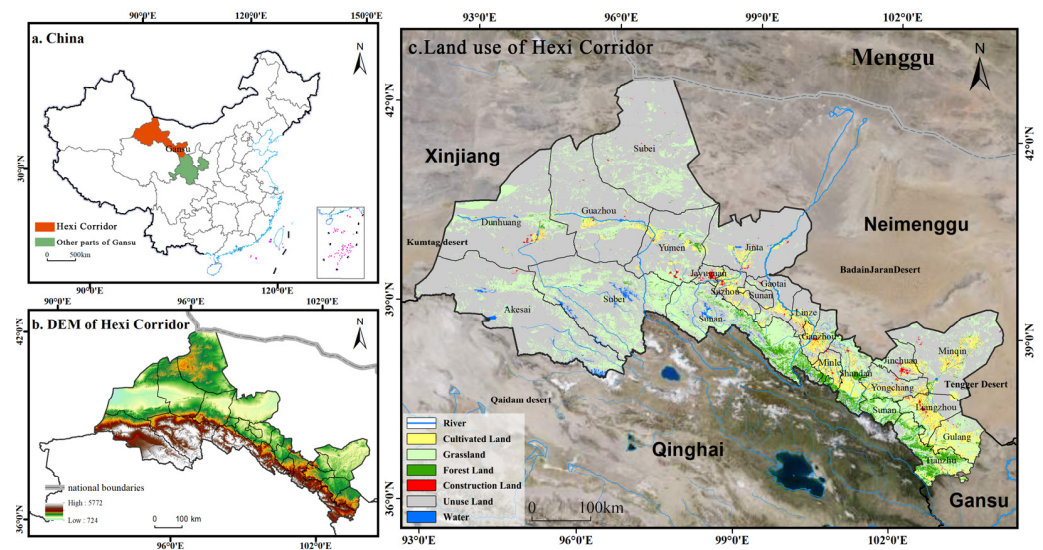 90°0'E
120°0'E
150°0'E
a. China
N
30°0'N
Gansu
Hexi Corridor
Other parts of Gansu
0 500km
90°0'E
120°0'E
99°0'E
96°0'E
99°0'E
102°0'E
b. DEM of Hexi Corridor
N
42°0'N
36°0'N
national boundaries
High : 5772
Low : 724
0 100 km
96°0'E
102°0'E
93°0'E
96°0'E
99°0'E
102°0'E
c.Land use of Hexi Corridor
Menggu
N
42°0'N
42°0'N
Xinjiang
Subei
Neimenggu
Dunhuang
Guazhou
Kumtag desert
Yumen
Jinta
BadainJaranDesert
Jiayuguan
Suzhou
Gaotai
Sunan
39°0'N
39°0'N
Akesai
Subei
Sunan
Linze
Ganzhou
Minqin
Jinchuan
Minle
Shandan
Tengger Desert
Yongchang
Qaidam desert
Sunan
Liangzhou
Gulang
Tianzhu
Qinghai
Gansu
River
Cultivated Land
Grassland
Forest Land
Construction Land
Unuse Land
Water
0 100km
36°0'N
93°0'E
96°0'E
99°0'E
102°0'E